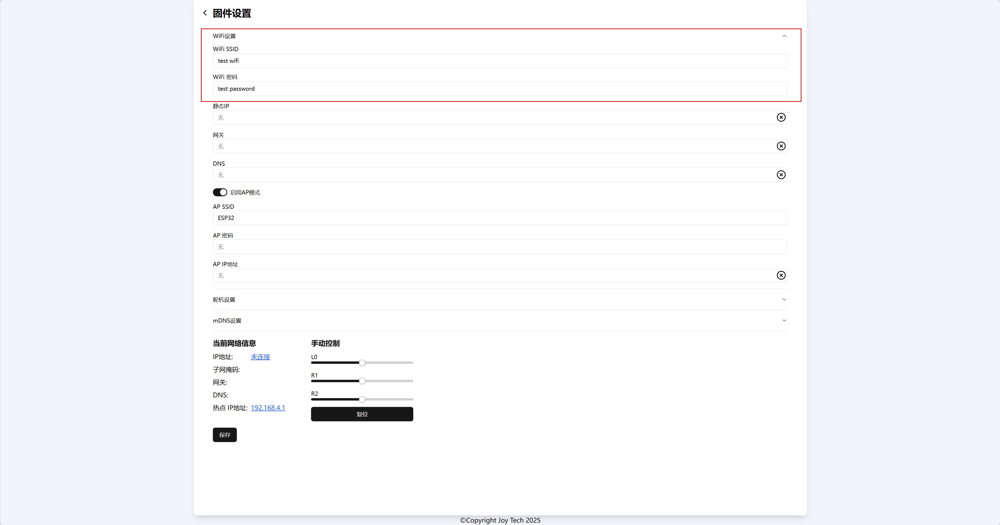 固件设置
WiFi设置
WiFi SSID
test wifi
WiFi 密码
test password
静态IP
无
网关
无
DNS
无
启用AP模式
AP SSID
ESP32
AP 密码
无
AP IP地址
无
舵机设置
mDNS设置
当前网络信息
IP地址: 未连接
子网掩码:
网关:
DNS:
热点 IP地址: 192.168.4.1
手动控制
L0
R1
R2
复位
保存
©Copyright Joy Tech 2025